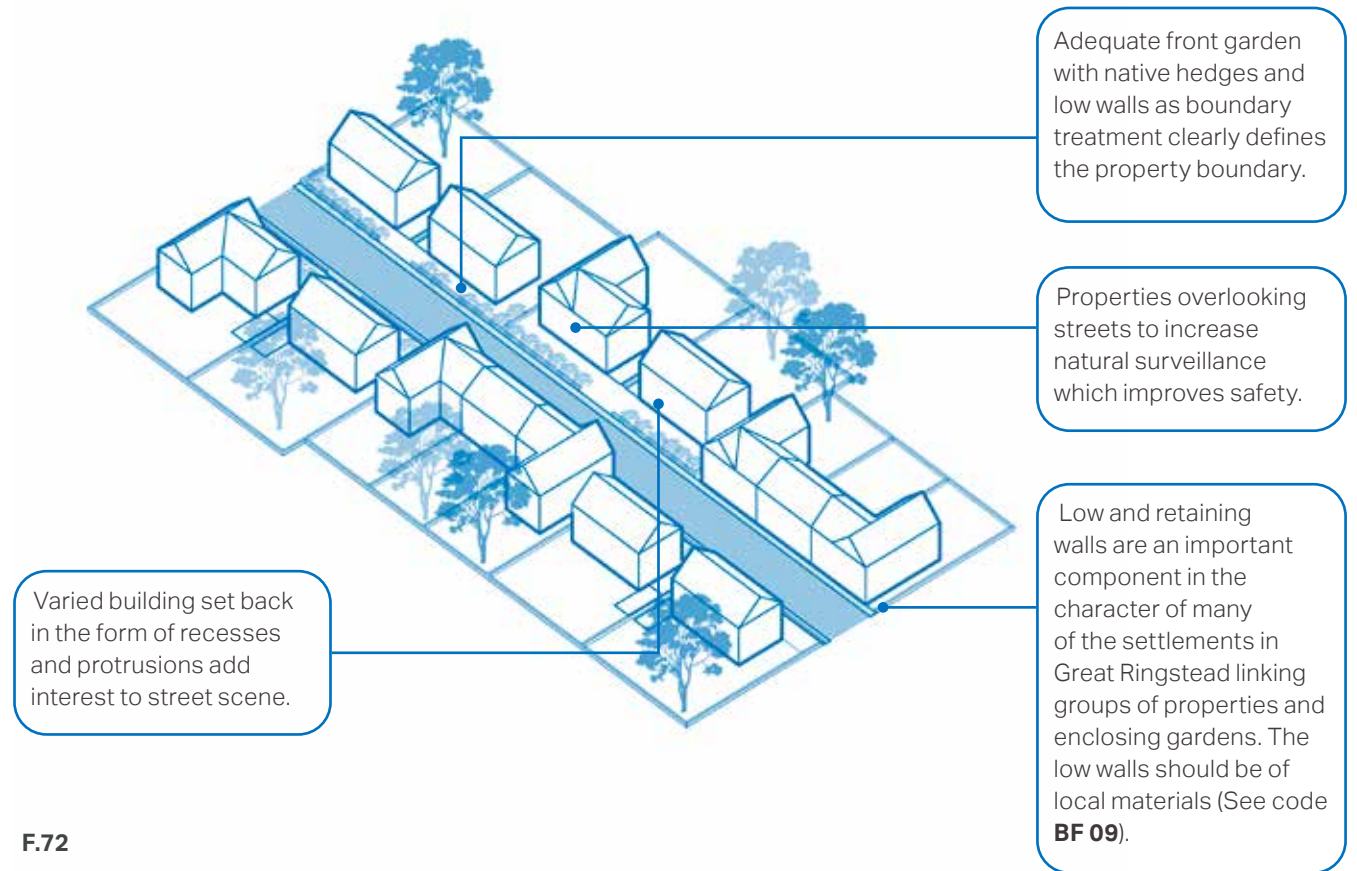 Adequate front garden
with native hedges and
low walls as boundary
treatment clearly defines
the property boundary.
Properties overlooking
streets to increase
natural surveillance
which improves safety.
Low and retaining
walls are an important
component in the
character of many
of the settlements in
Great Ringstead linking
groups of properties and
enclosing gardens. The
low walls should be of
local materials (See code
BF 09).
Varied building set back
in the form of recesses
and protrusions add
interest to street scene.
F.72